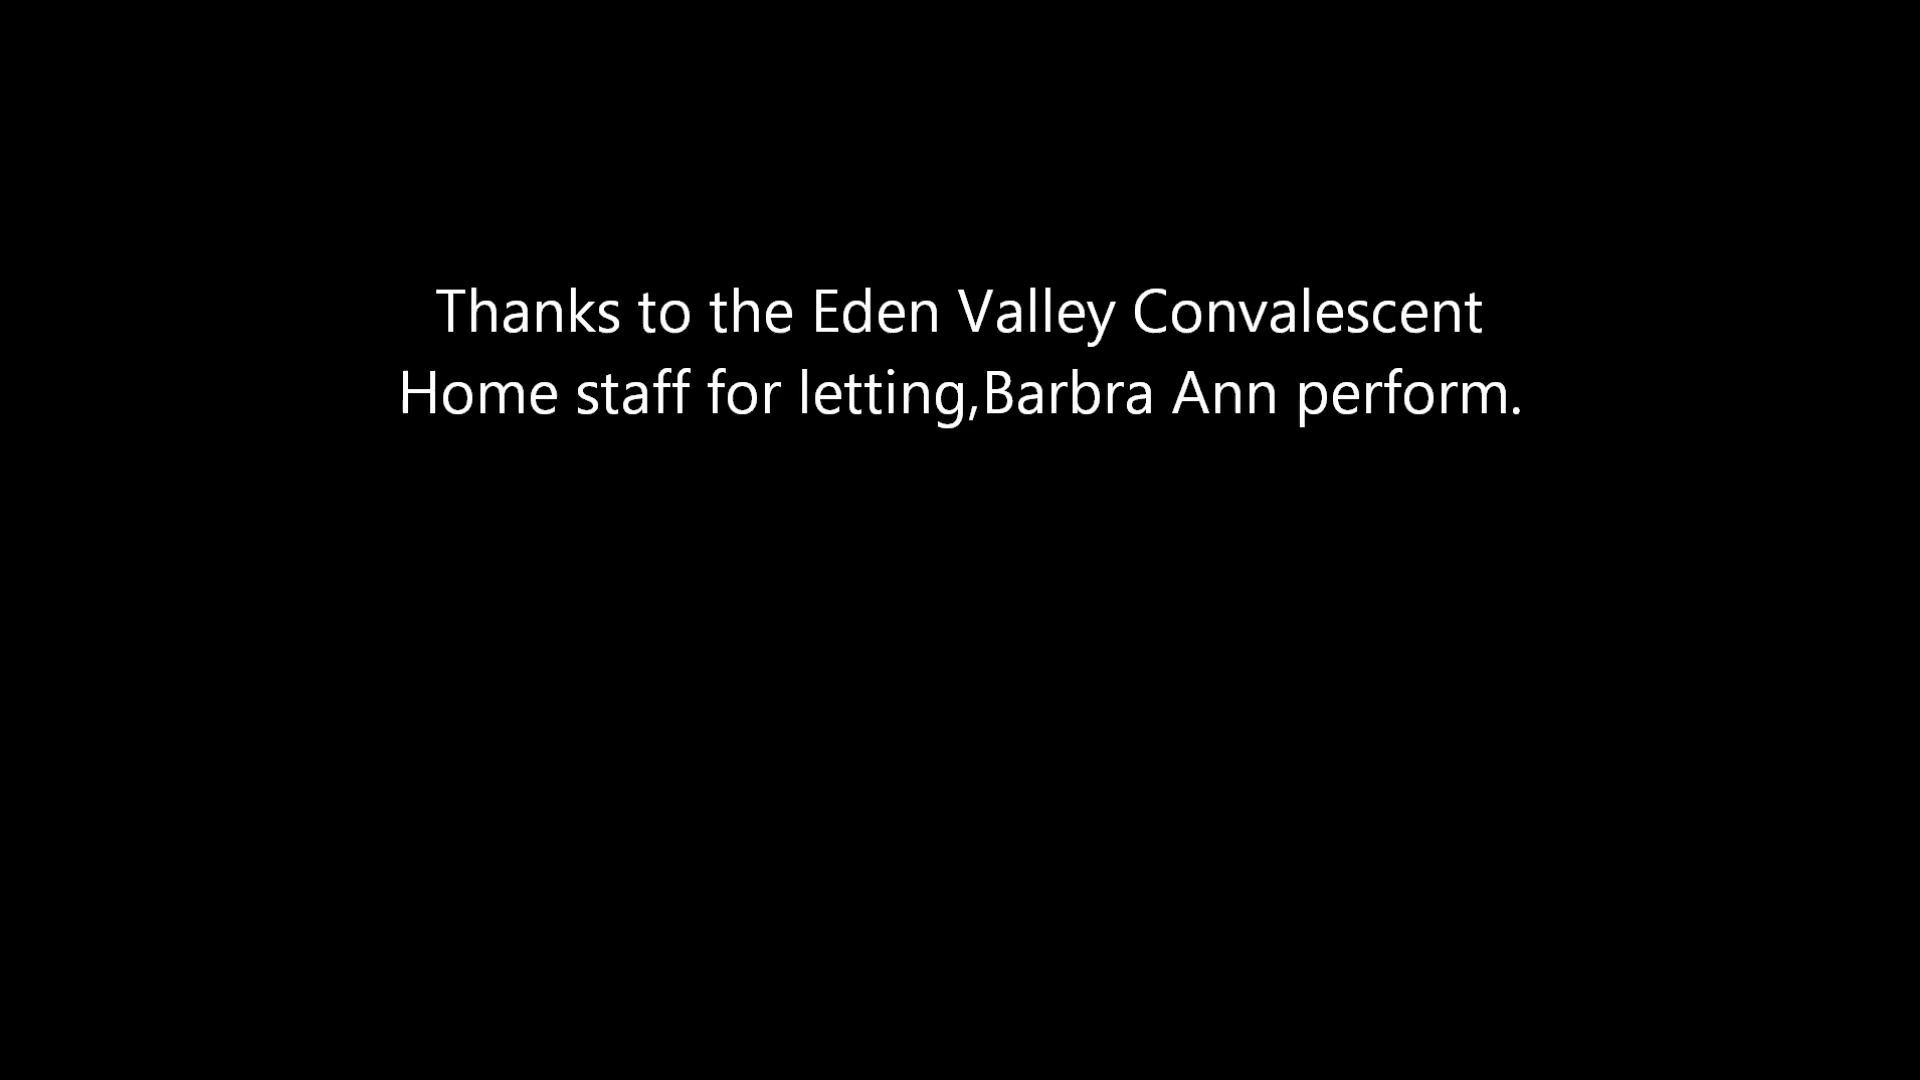 Thanks to the Eden Valley Convalescent
Home staff for letting,Barbra Ann perform.